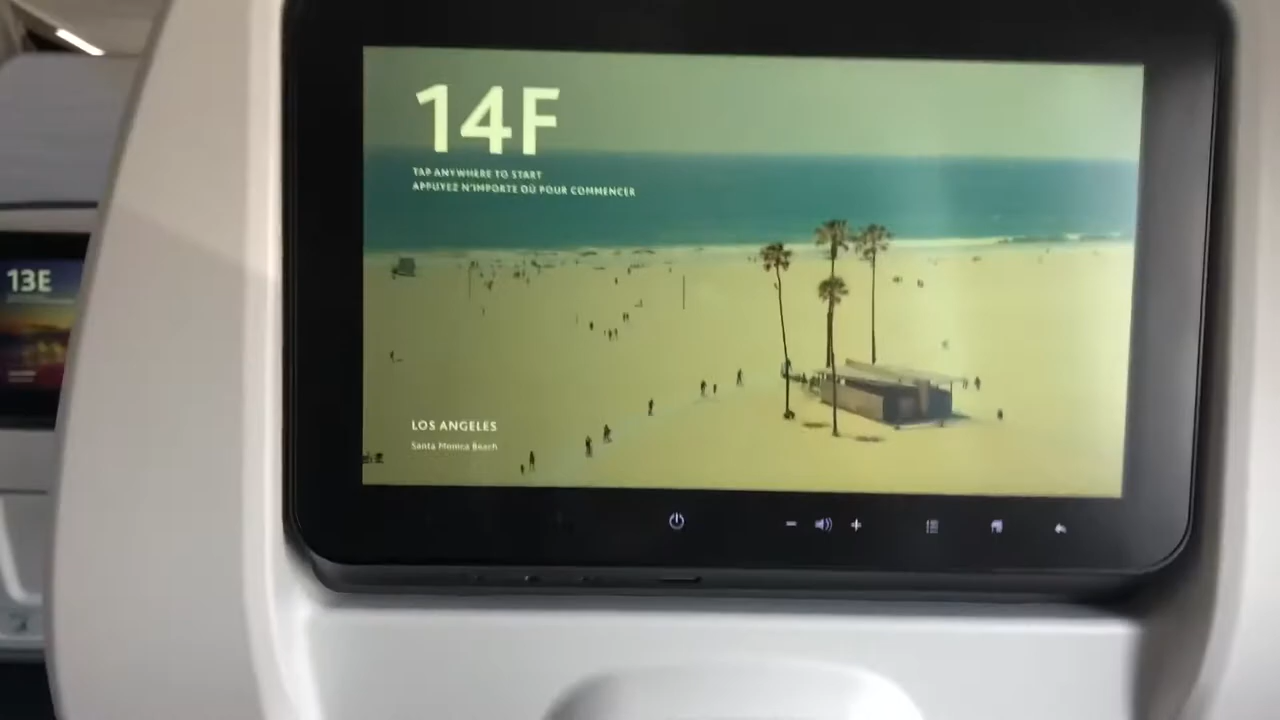 14F
TAP ANYWHERE TO START
APPUYEZ N'IMPORTE OÙ POUR COMMENCER
13E
LOS ANGELES
Santa Monica Beach